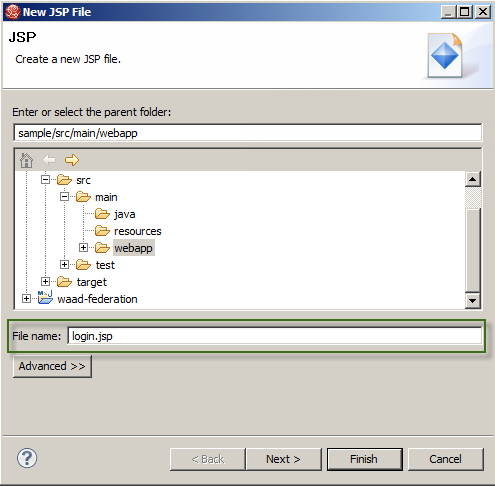 New JSP File
JSP
Create a new JSP file.
Enter or select the parent folder:
sample/src/main/webapp
src
main
java
resources
webapp
test
target
waad-federation
File name: login.jsp
Advanced >>
? < Back Next > Finish Cancel